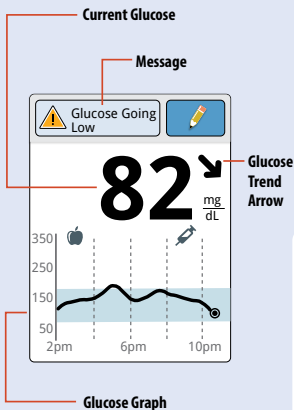 Current Glucose
Message
Glucose Going
Low
82
mg
dL
Glucose
Trend
Arrow
350
250
150
50
2pm 6pm 10pm
Glucose Graph